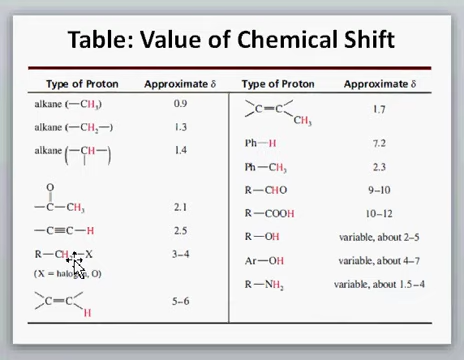 Table: Value of Chemical Shift
Type of Proton Approximate δ
alkane (—CH₃) 0.9
alkane (—CH₂—) 1.3
alkane (—CH—) 1.4
O
—C—CH₃ 2.1
—C≡C—H 2.5
R—CH₂—X 3–4
(X = halogen, O)
C=C
H 5–6
Type of Proton Approximate δ
C=C
CH₃ 1.7
Ph—H 7.2
Ph—CH₃ 2.3
R—CHO 9–10
R—COOH 10–12
R—OH variable, about 2–5
Ar—OH variable, about 4–7
R—NH₂ variable, about 1.5–4